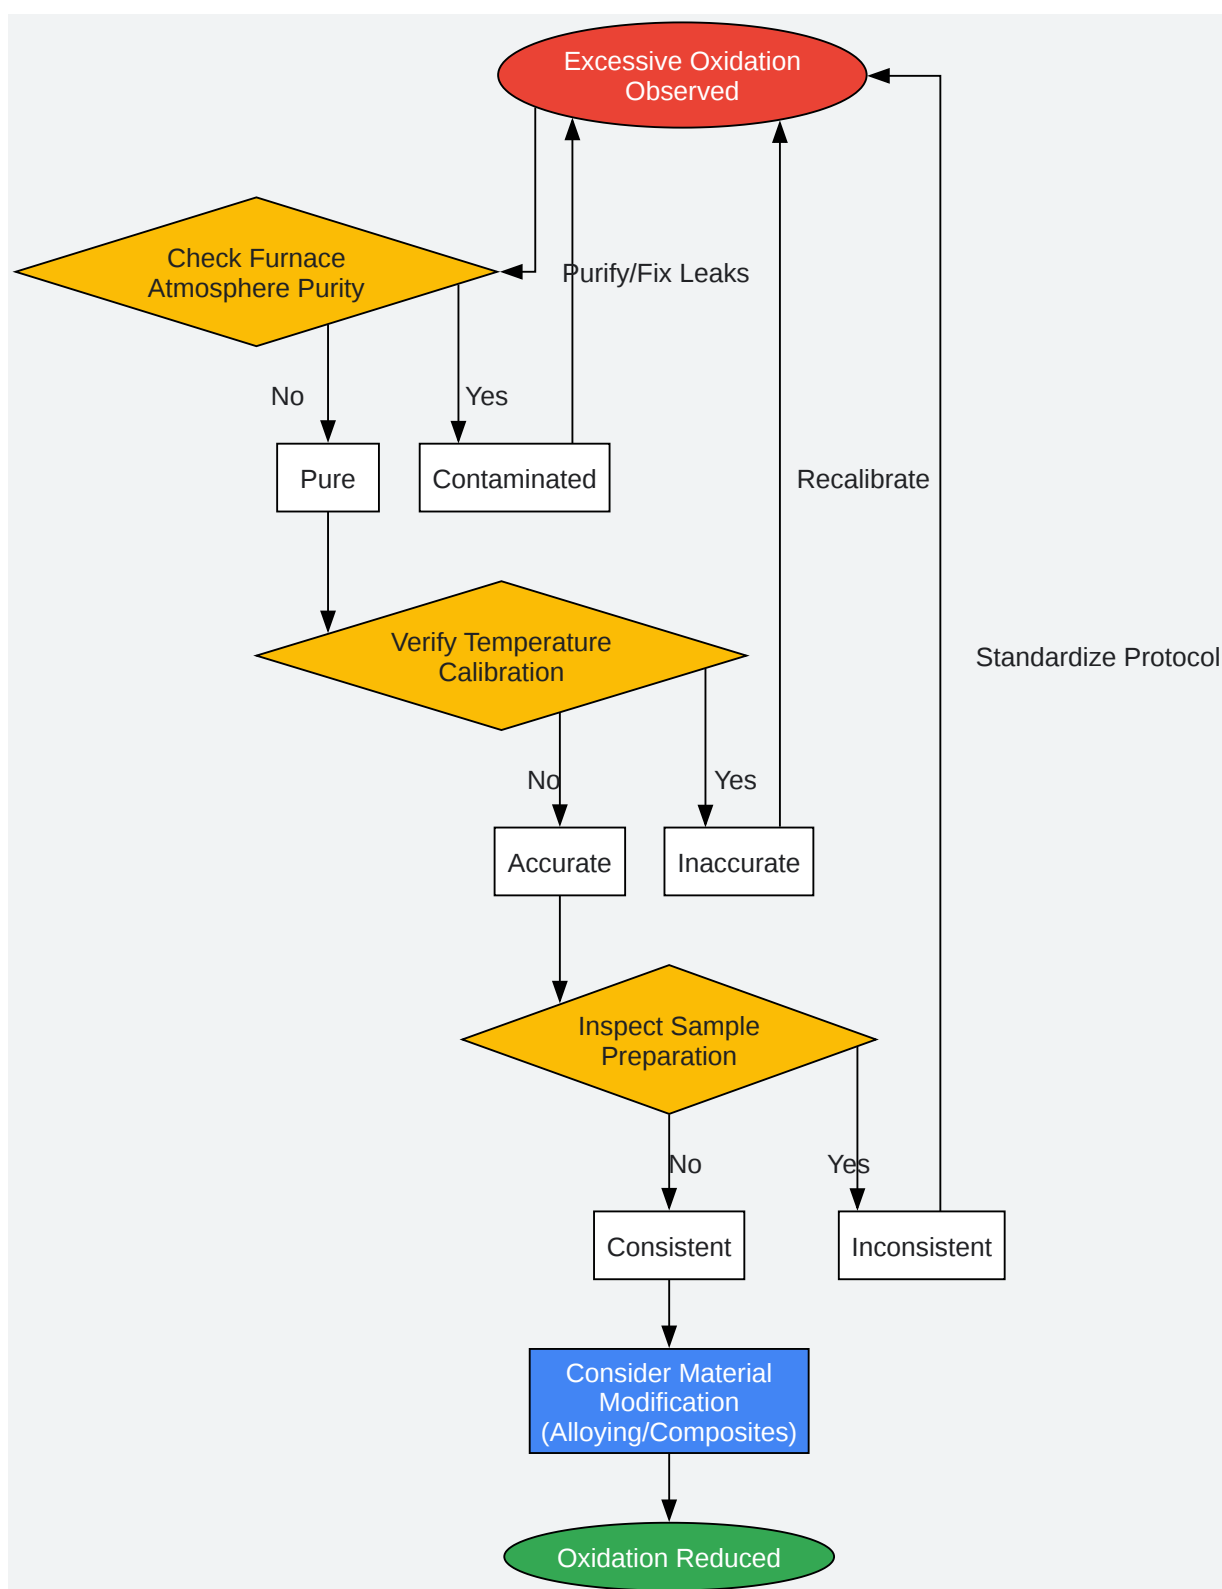 Excessive Oxidation
Observed
Check Furnace
Atmosphere Purity
Purify/Fix Leaks
No
Yes
Pure
Contaminated
Recalibrate
Verify Temperature
Calibration
Standardize Protocol
No
Yes
Accurate
Inaccurate
Inspect Sample
Preparation
No
Yes
Consistent
Inconsistent
Consider Material
Modification
(Alloying/Composites)
Oxidation Reduced